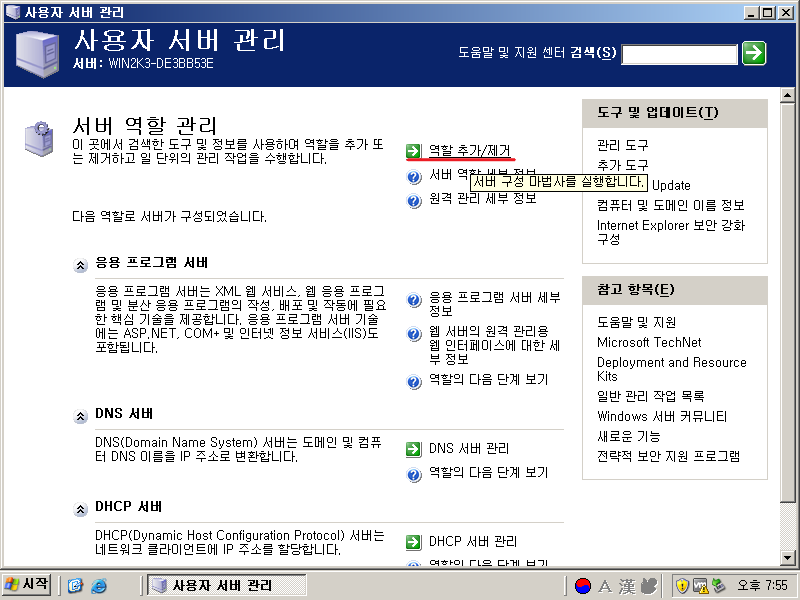 사용자 서버 관리
사용자 서버 관리
서버: WIN2K3-DE3BB53E
도움말 및 지원 센터 검색(S)
서버 역할 관리
이 곳에서 검색한 도구 및 정보를 사용하여 역할을 추가 또
는 제거하고 일 단위의 관리 작업을 수행합니다.
역할 추가/제거
서버 역할 세부 정보
서버 구성 마법사를 실행합니다.
원격 관리 세부 정보
다음 역할로 서버가 구성되었습니다.
응용 프로그램 서버
응용 프로그램 서버는 XML 웹 서비스, 웹 응용 프로그
램 및 분산 응용 프로그램의 작성, 배포 및 작동에 필요
한 핵심 기술을 제공합니다. 응용 프로그램 서버 기술
에는 ASP.NET, COM+ 및 인터넷 정보 서비스(IIS)도
포함됩니다.
응용 프로그램 서버 세부
정보
웹 서버의 원격 관리용
웹 인터페이스에 대한 세
부 정보
역할의 다음 단계 보기
DNS 서버
DNS(Domain Name System) 서버는 도메인 및 컴퓨
터 DNS 이름을 IP 주소로 변환합니다.
DNS 서버 관리
역할의 다음 단계 보기
DHCP 서버
DHCP(Dynamic Host Configuration Protocol) 서버는
네트워크 클라이언트에 IP 주소를 할당합니다.
DHCP 서버 관리
역할의 다음 단계 보기
도구 및 업데이트(T)
관리 도구
추가 도구
Update
컴퓨터 및 도메인 이름 정보
Internet Explorer 보안 강화
구성
참고 항목(E)
도움말 및 지원
Microsoft TechNet
Deployment and Resource
Kits
일반 관리 작업 목록
Windows 서버 커뮤니티
새로운 기능
전략적 보안 지원 프로그램
시작
사용자 서버 관리
A 漢
오후 7:55